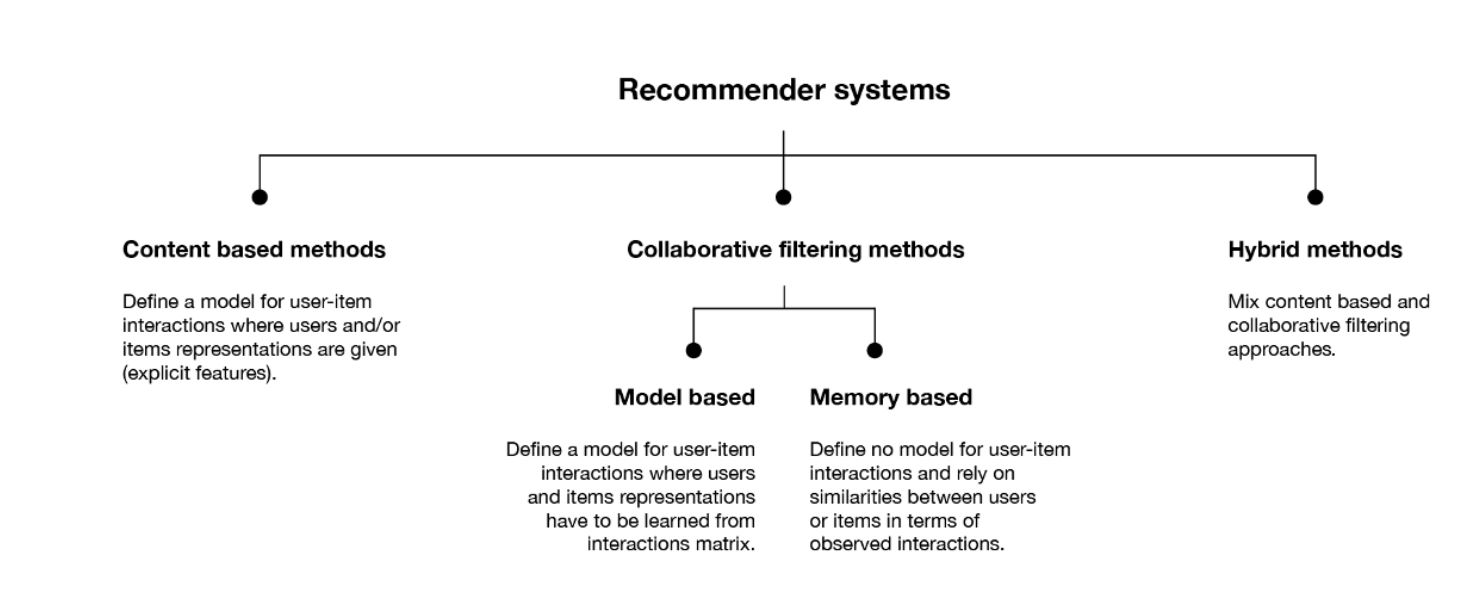 Recommender systems
Content based methods
Define a model for user-item
interactions where users and/or
items representations are given
(explicit features).
Collaborative filtering methods
Model based
Define a model for user-item
interactions where users
and items representations
have to be learned from
interactions matrix.
Memory based
Define no model for user-item
interactions and rely on
similarities between users
or items in terms of
observed interactions.
Hybrid methods
Mix content based and
collaborative filtering
approaches.